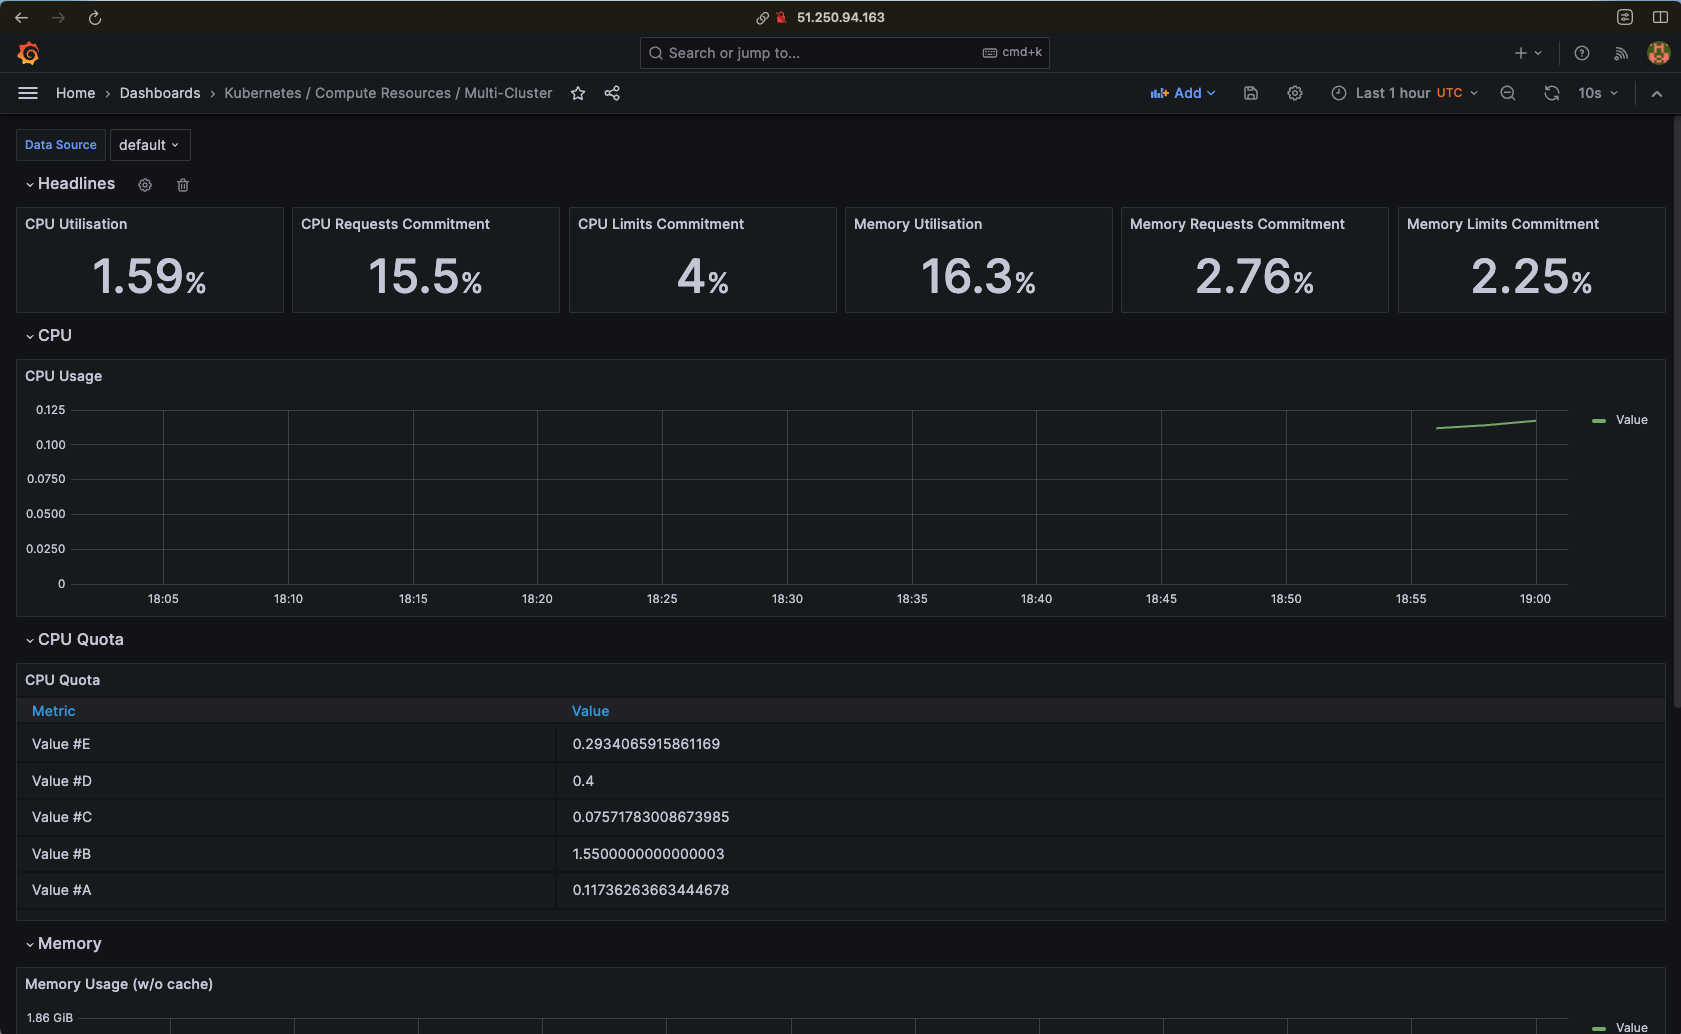 51.250.94.163
Search or jump to... cmd+k
Home › Dashboards › Kubernetes / Compute Resources / Multi-Cluster Add Last 1 hour UTC 10s
Data Source default
Headlines
CPU Utilisation CPU Requests Commitment CPU Limits Commitment Memory Utilisation Memory Requests Commitment Memory Limits Commitment
1.59% 15.5% 4% 16.3% 2.76% 2.25%
CPU
CPU Usage
0.125
0.100
0.0750
0.0500
0.0250
0
18:05 18:10 18:15 18:20 18:25 18:30 18:35 18:40 18:45 18:50 18:55 19:00
Value
CPU Quota
CPU Quota
Metric Value
Value #E 0.2934065915861169
Value #D 0.4
Value #C 0.07571783008673985
Value #B 1.5500000000000003
Value #A 0.11736263663444678
Memory
Memory Usage (w/o cache)
1.86 GiB
Value